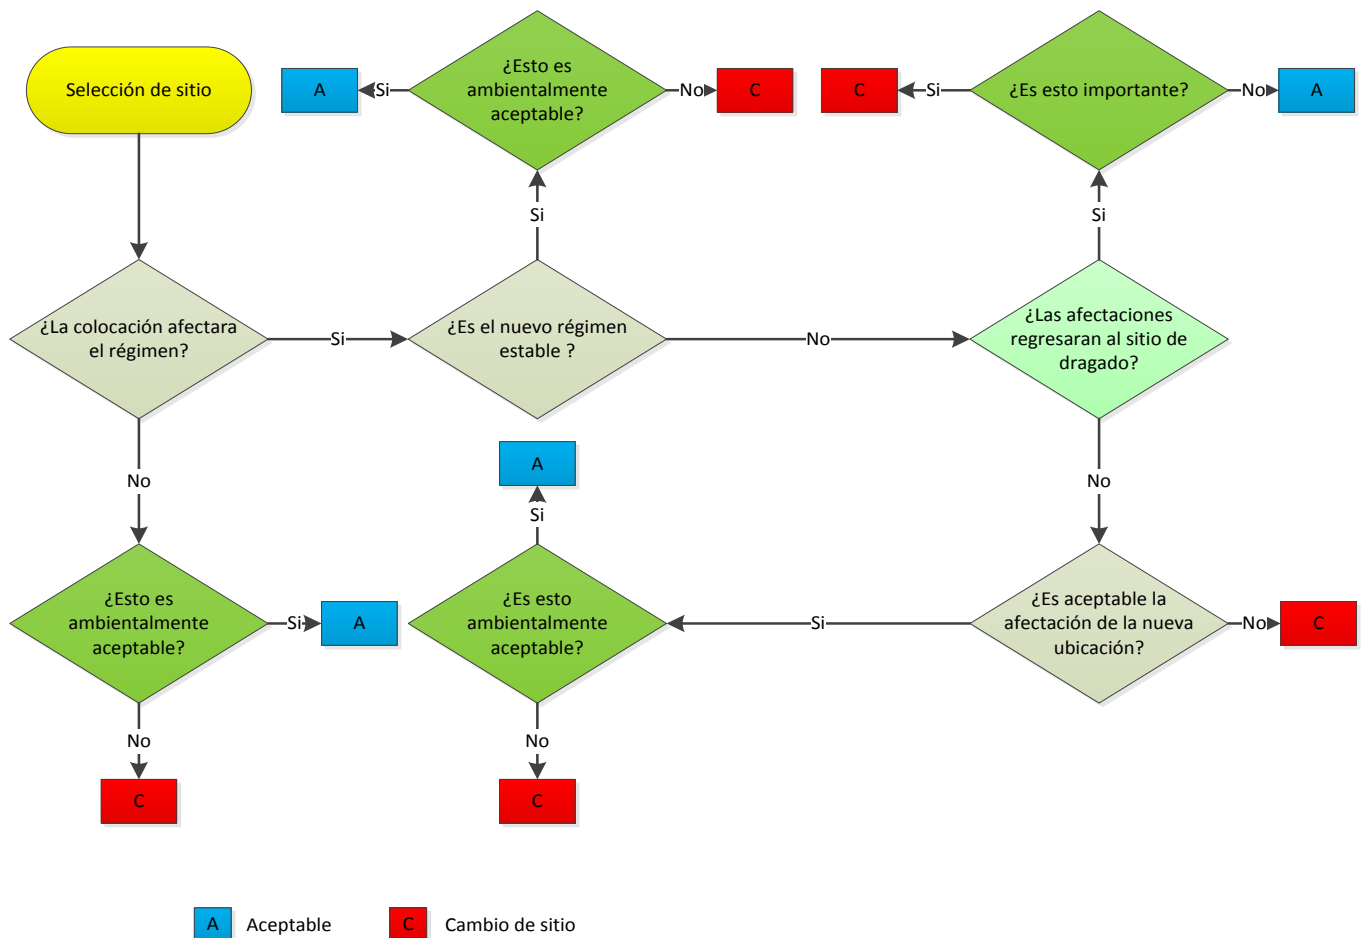 Selección de sitio
A
Si
¿Esto es
ambientalmente
aceptable?
No
C
C
Si
¿Es esto importante?
No
A
Si
Si
¿La colocación afectara
el régimen?
Si
¿Es el nuevo régimen
estable ?
No
¿Las afectaciones
regresaran al sitio de
dragado?
No
A
Si
No
¿Esto es
ambientalmente
aceptable?
Si
A
¿Es esto
ambientalmente
aceptable?
Si
¿Es aceptable la
afectación de la nueva
ubicación?
No
C
No
C
No
C
A
Aceptable
C
Cambio de sitio